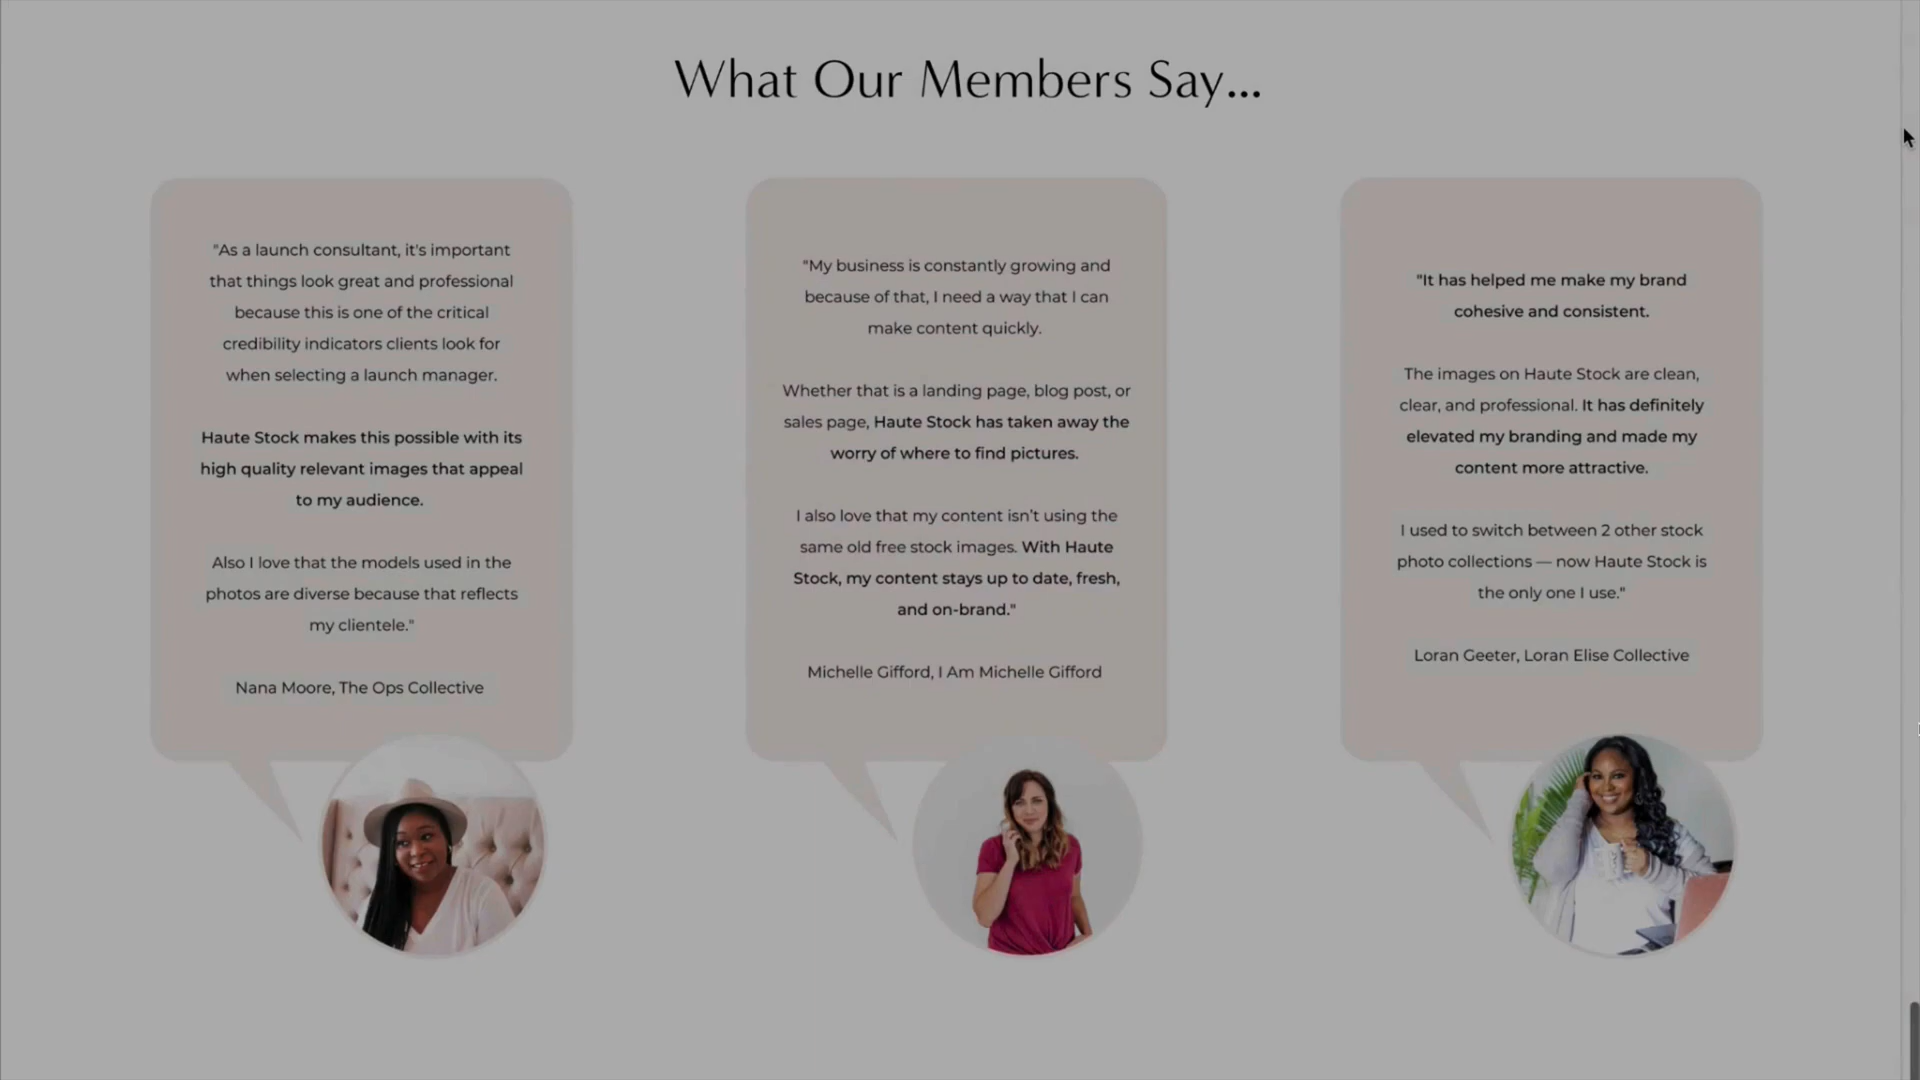 What Our Members Say...
"As a launch consultant, it's important
that things look great and professional
because this is one of the critical
credibility indicators clients look for
when selecting a launch manager.
Haute Stock makes this possible with its
high quality relevant images that appeal
to my audience.
Also I love that the models used in the
photos are diverse because that reflects
my clientele."
Nana Moore, The Ops Collective
"My business is constantly growing and
because of that, I need a way that I can
make content quickly.
Whether that is a landing page, blog post, or
sales page, Haute Stock has taken away the
worry of where to find pictures.
I also love that my content isn't using the
same old free stock images. With Haute
Stock, my content stays up to date, fresh,
and on-brand."
Michelle Gifford, I Am Michelle Gifford
"It has helped me make my brand
cohesive and consistent.
The images on Haute Stock are clean,
clear, and professional. It has definitely
elevated my branding and made my
content more attractive.
I used to switch between 2 other stock
photo collections — now Haute Stock is
the only one I use."
Loran Geeter, Loran Elise Collective